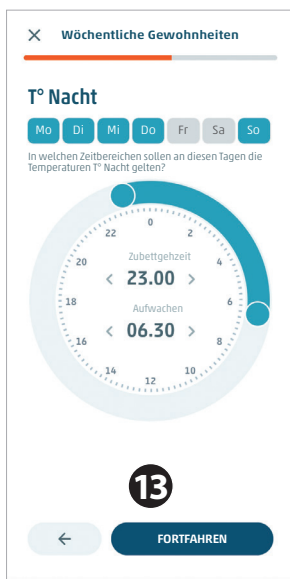 Wöchentliche Gewohnheiten
T° Nacht
Mo Di Mi Do Fr Sa So
In welchen Zeitbereichen sollen an diesen Tagen die
Temperaturen T° Nacht gelten?
0
22 2
20 4
18 6
16 8
14 10
12
Zubettgehzeit
< 23.00 >
Aufwachen
< 06.30 >
13
← FORTFAHREN